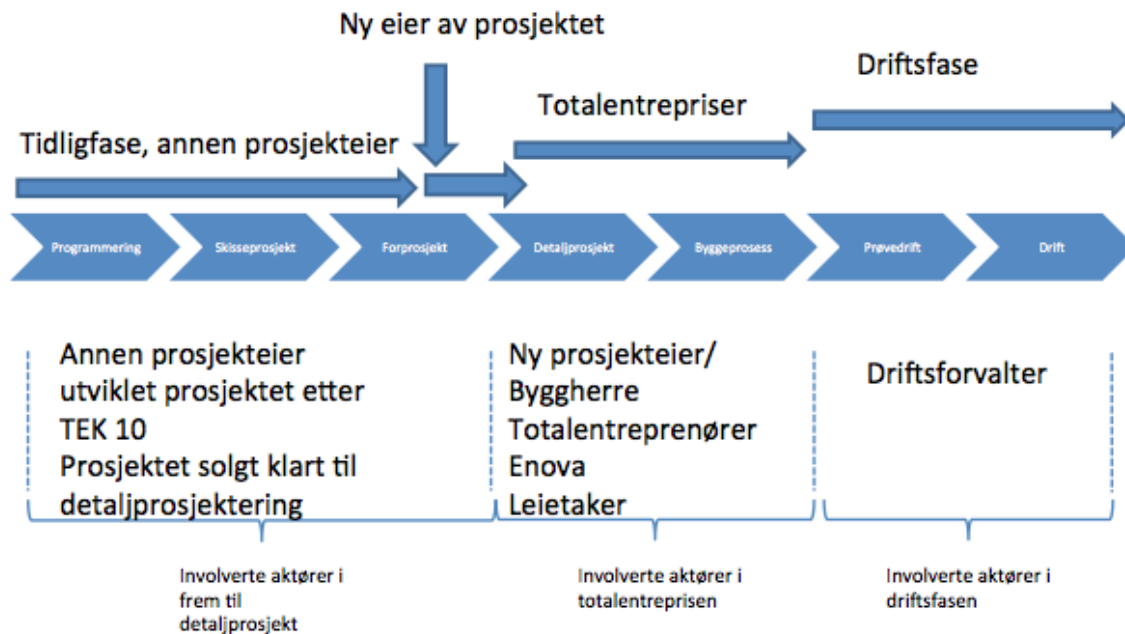 Ny eier av prosjektet
Driftsfase
Totalentrepriser
Tidligfase, annen prosjekteier
Programmering
Skisseprosjekt
Forprosjekt
Detaljprosjekt
Byggeprosess
Prøvedrift
Drift
Annen prosjekteier
utviklet prosjektet etter
TEK 10
Prosjektet solgt klart til
detaljprosjektering
Ny prosjekteier/
Byggherre
Totalentreprenører
Enova
Leietaker
Driftsforvalter
Involverte aktører i
frem til
detaljprosjekt
Involverte aktører i
totalentreprisen
Involverte aktører i
driftsfasen